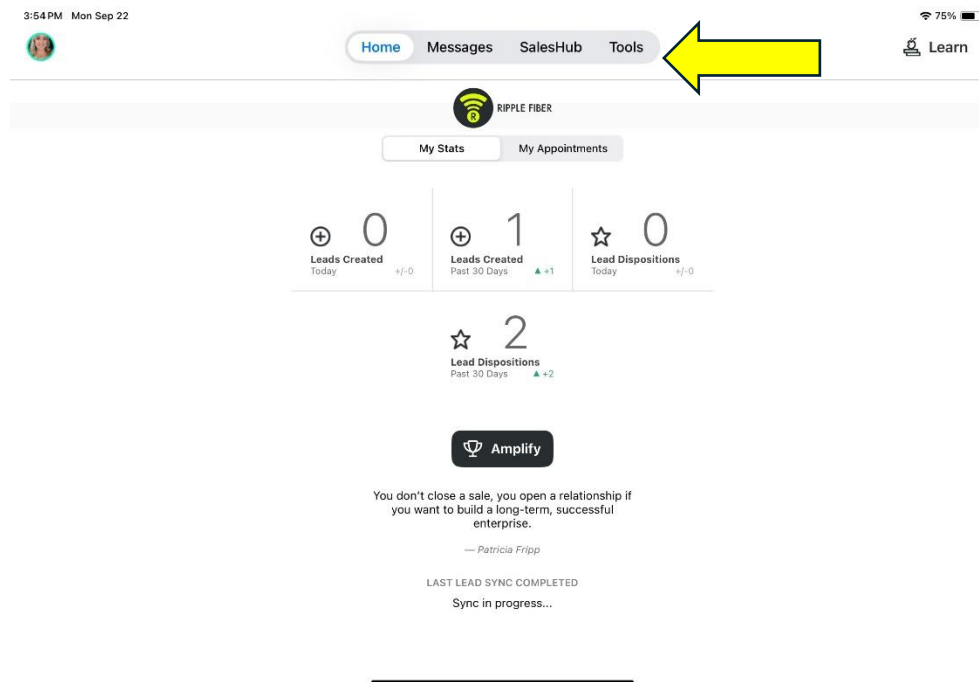 3:54 PM Mon Sep 22
75%
Home Messages SalesHub Tools
Learn
R
RIPPLE FIBER
My Stats My Appointments
0 1 0
Leads Created Leads Created Lead Dispositions
Today +/-0 Past 30 Days ▲ +1 Today +/-0
2
Lead Dispositions
Past 30 Days ▲ +2
Amplify
You don't close a sale, you open a relationship if
you want to build a long-term, successful
enterprise.
— Patricia Fripp
LAST LEAD SYNC COMPLETED
Sync in progress...